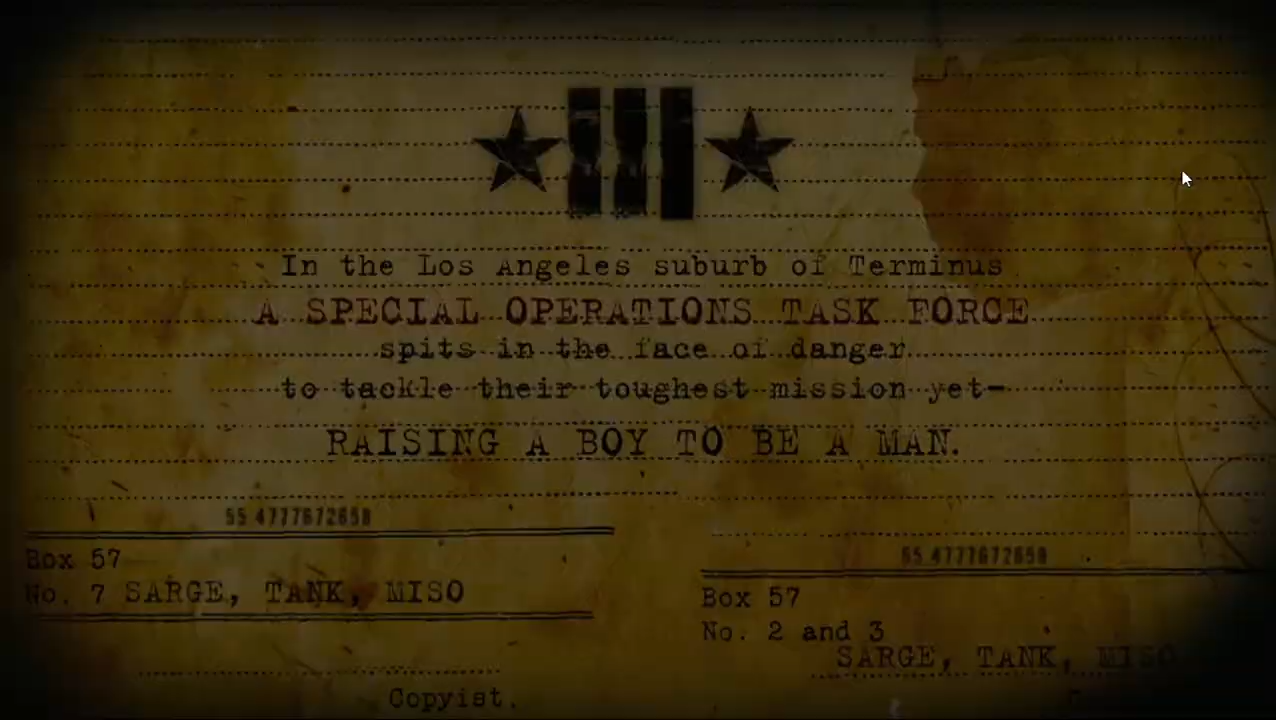 In the Los Angeles suburb of Terminus
A SPECIAL OPERATIONS TASK FORCE
spits in the face of danger
to tackle their toughest mission yet-
RAISING A BOY TO BE A MAN.
55 4777672658
Box 57
No. 7 SARGE, TANK, MISO
Copyist.
55 4777672658
Box 57
No. 2 and 3
SARGE, TANK, MISO